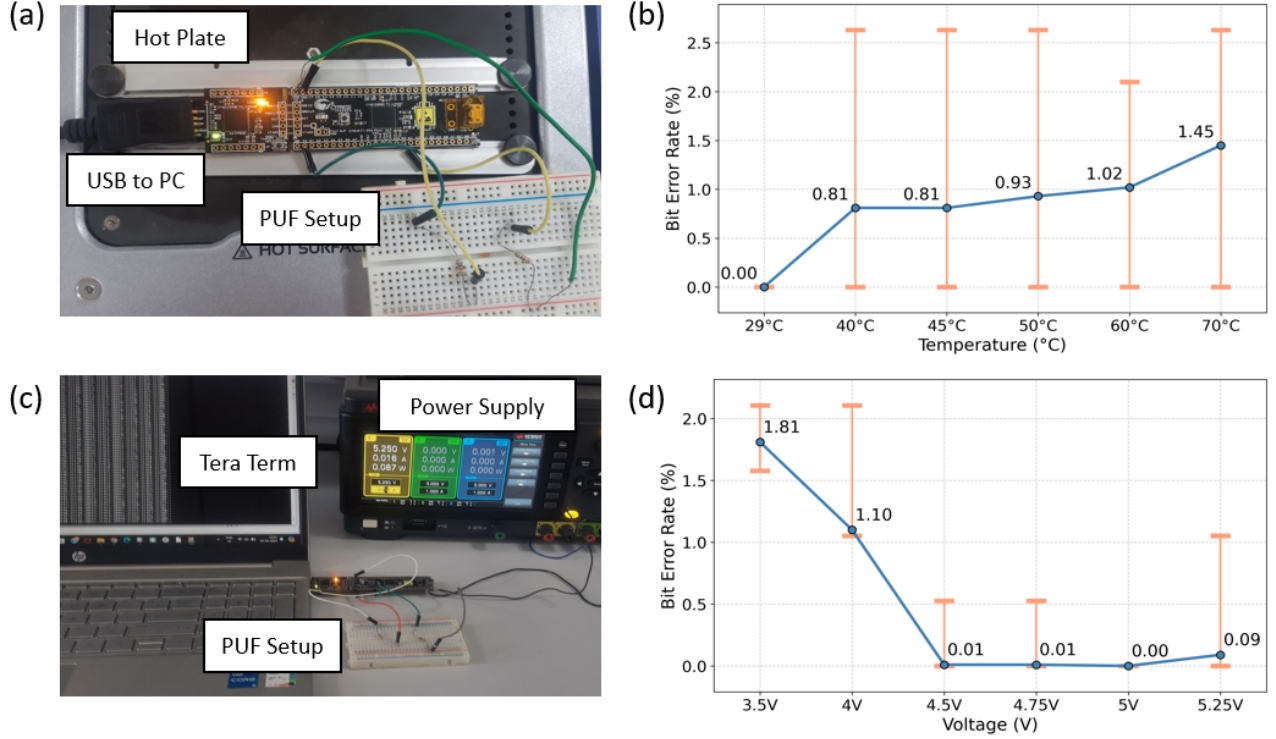 (a)
Hot Plate
USB to PC
PUF Setup
HOT SURFACE
(b)
Bit Error Rate (%)
2.5
2.0
1.5
1.0
0.5
0.0
0.00
0.81
0.81
0.93
1.02
1.45
29°C
40°C
45°C
50°C
60°C
70°C
Temperature (°C)
(c)
Power Supply
Tera Term
5.250 V
0.016 A
0.087 W
0.000 V
0.000 A
0.000 W
0.001 V
0.000 A
0.000 W
hp
PUF Setup
CORE
(d)
Bit Error Rate (%)
2.0
1.5
1.0
0.5
0.0
1.81
1.10
0.01
0.01
0.00
0.09
3.5V
4V
4.5V
4.75V
5V
5.25V
Voltage (V)